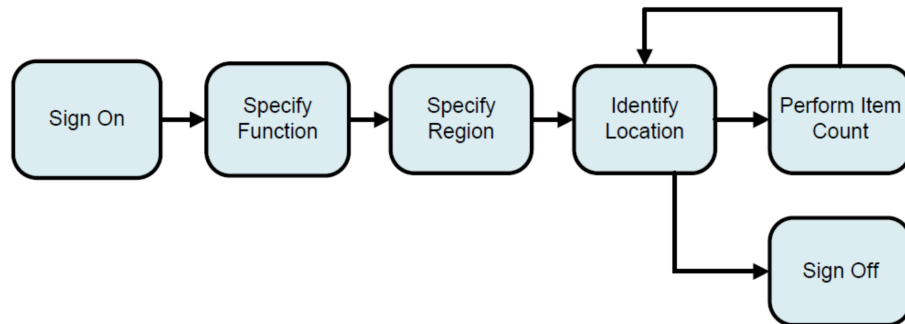 Sign On
Specify
Function
Specify
Region
Identify
Location
Perform Item
Count
Sign Off